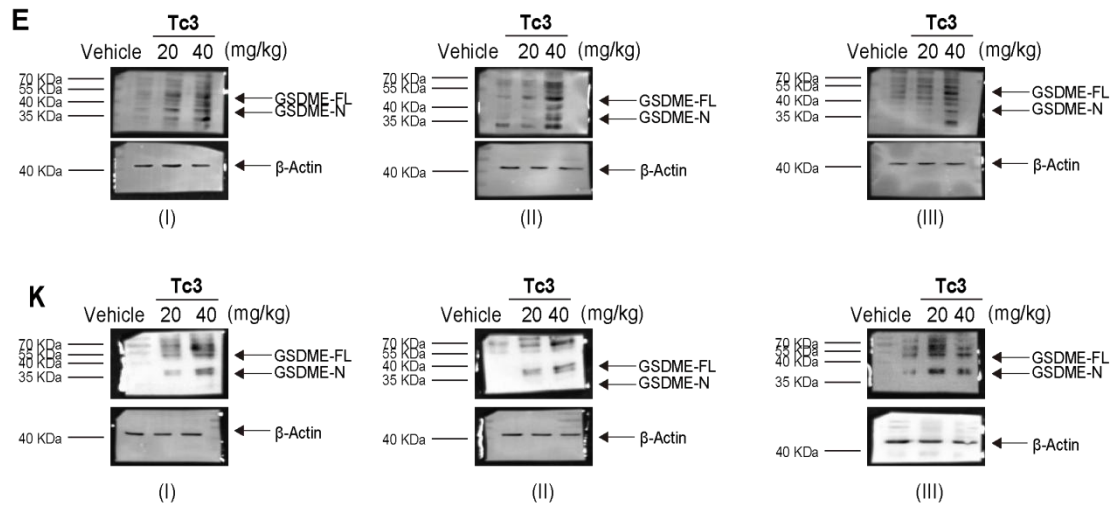 E
Tc3
Vehicle 20 40 (mg/kg)
70 KDa
55 KDa
40 KDa
35 KDa
GSDME-FL
GSDME-N
40 KDa
β-Actin
(I)
Tc3
Vehicle 20 40 (mg/kg)
70 KDa
55 KDa
40 KDa
35 KDa
GSDME-FL
GSDME-N
40 KDa
β-Actin
(II)
Tc3
Vehicle 20 40 (mg/kg)
70 KDa
55 KDa
40 KDa
35 KDa
GSDME-FL
GSDME-N
40 KDa
β-Actin
(III)
K
Tc3
Vehicle 20 40 (mg/kg)
70 KDa
55 KDa
40 KDa
35 KDa
GSDME-FL
GSDME-N
40 KDa
β-Actin
(I)
Tc3
Vehicle 20 40 (mg/kg)
70 KDa
55 KDa
40 KDa
35 KDa
GSDME-FL
GSDME-N
40 KDa
β-Actin
(II)
Tc3
Vehicle 20 40 (mg/kg)
70 KDa
55 KDa
40 KDa
35 KDa
GSDME-FL
GSDME-N
40 KDa
β-Actin
(III)